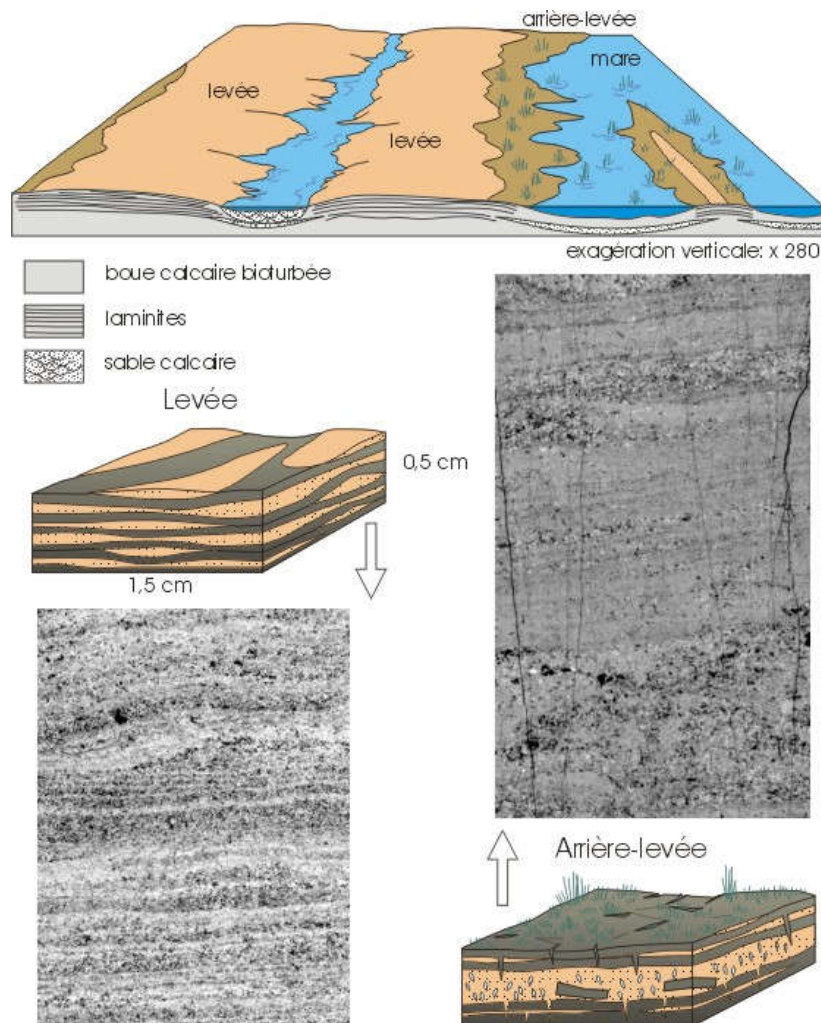 arrière-levée
mare
levée
levée
exagération verticale: x 280
boue calcaire bioturbée
laminites
sable calcaire
Levée
0,5 cm
1,5 cm
Arrière-levée